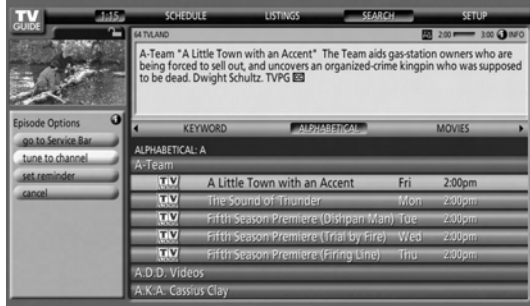 TV GUIDE
1:15
SCHEDULE LISTINGS SEARCH SETUP
64 TVLAND 2:00 3:00 INFO
A-Team "A Little Town with an Accent" The Team aids gas-station owners who are
being forced to sell out, and uncovers an organized-crime kingpin who was supposed
to be dead. Dwight Schultz. TVPG
Episode Options
go to Service Bar
tune to channel
set reminder
cancel
KEYWORD ALPHABETICAL MOVIES
ALPHABETICAL: A
A-Team
TV A Little Town with an Accent Fri 2:00pm
TV The Sound of Thunder Mon 2:00pm
TV Fifth Season Premiere (Dishpan Man) Tue 2:00pm
TV Fifth Season Premiere (Trial by Fire) Wed 2:00pm
TV Fifth Season Premiere (Firing Line) Thu 2:00pm
A.D.D. Videos
A.K.A. Cassius Clay